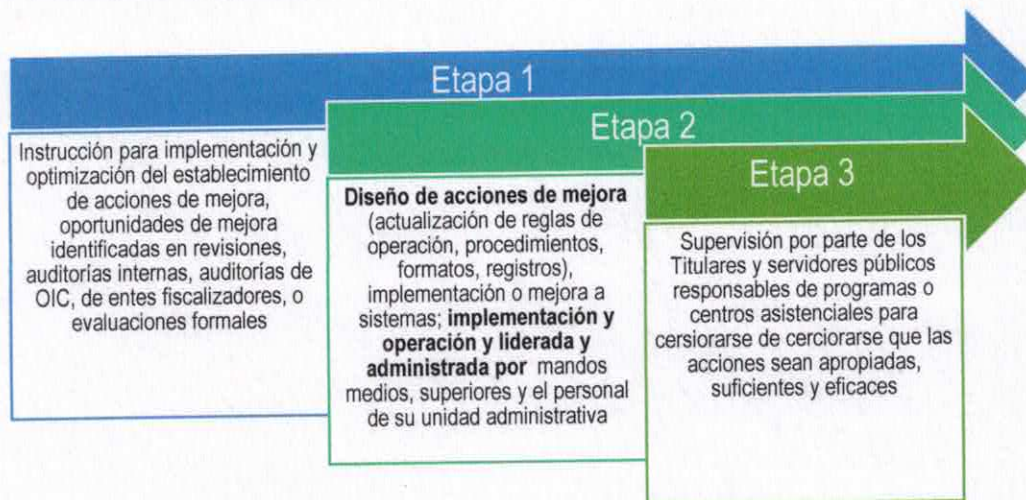 Etapa 1
Instrucción para implementación y
optimización del establecimiento
de acciones de mejora,
oportunidades de mejora
identificadas en revisiones,
auditorías internas, auditorías de
OIC, de entes fiscalizadores, o
evaluaciones formales
Etapa 2
Diseño de acciones de mejora
(actualización de reglas de
operación, procedimientos,
formatos, registros),
implementación o mejora a
sistemas; implementación y
operación y liderada y
administrada por mandos
medios, superiores y el personal
de su unidad administrativa
Etapa 3
Supervisión por parte de los
Titulares y servidores públicos
responsables de programas o
centros asistenciales para
cersiorarse de cerciorarse que las
acciones sean apropiadas,
suficientes y eficaces